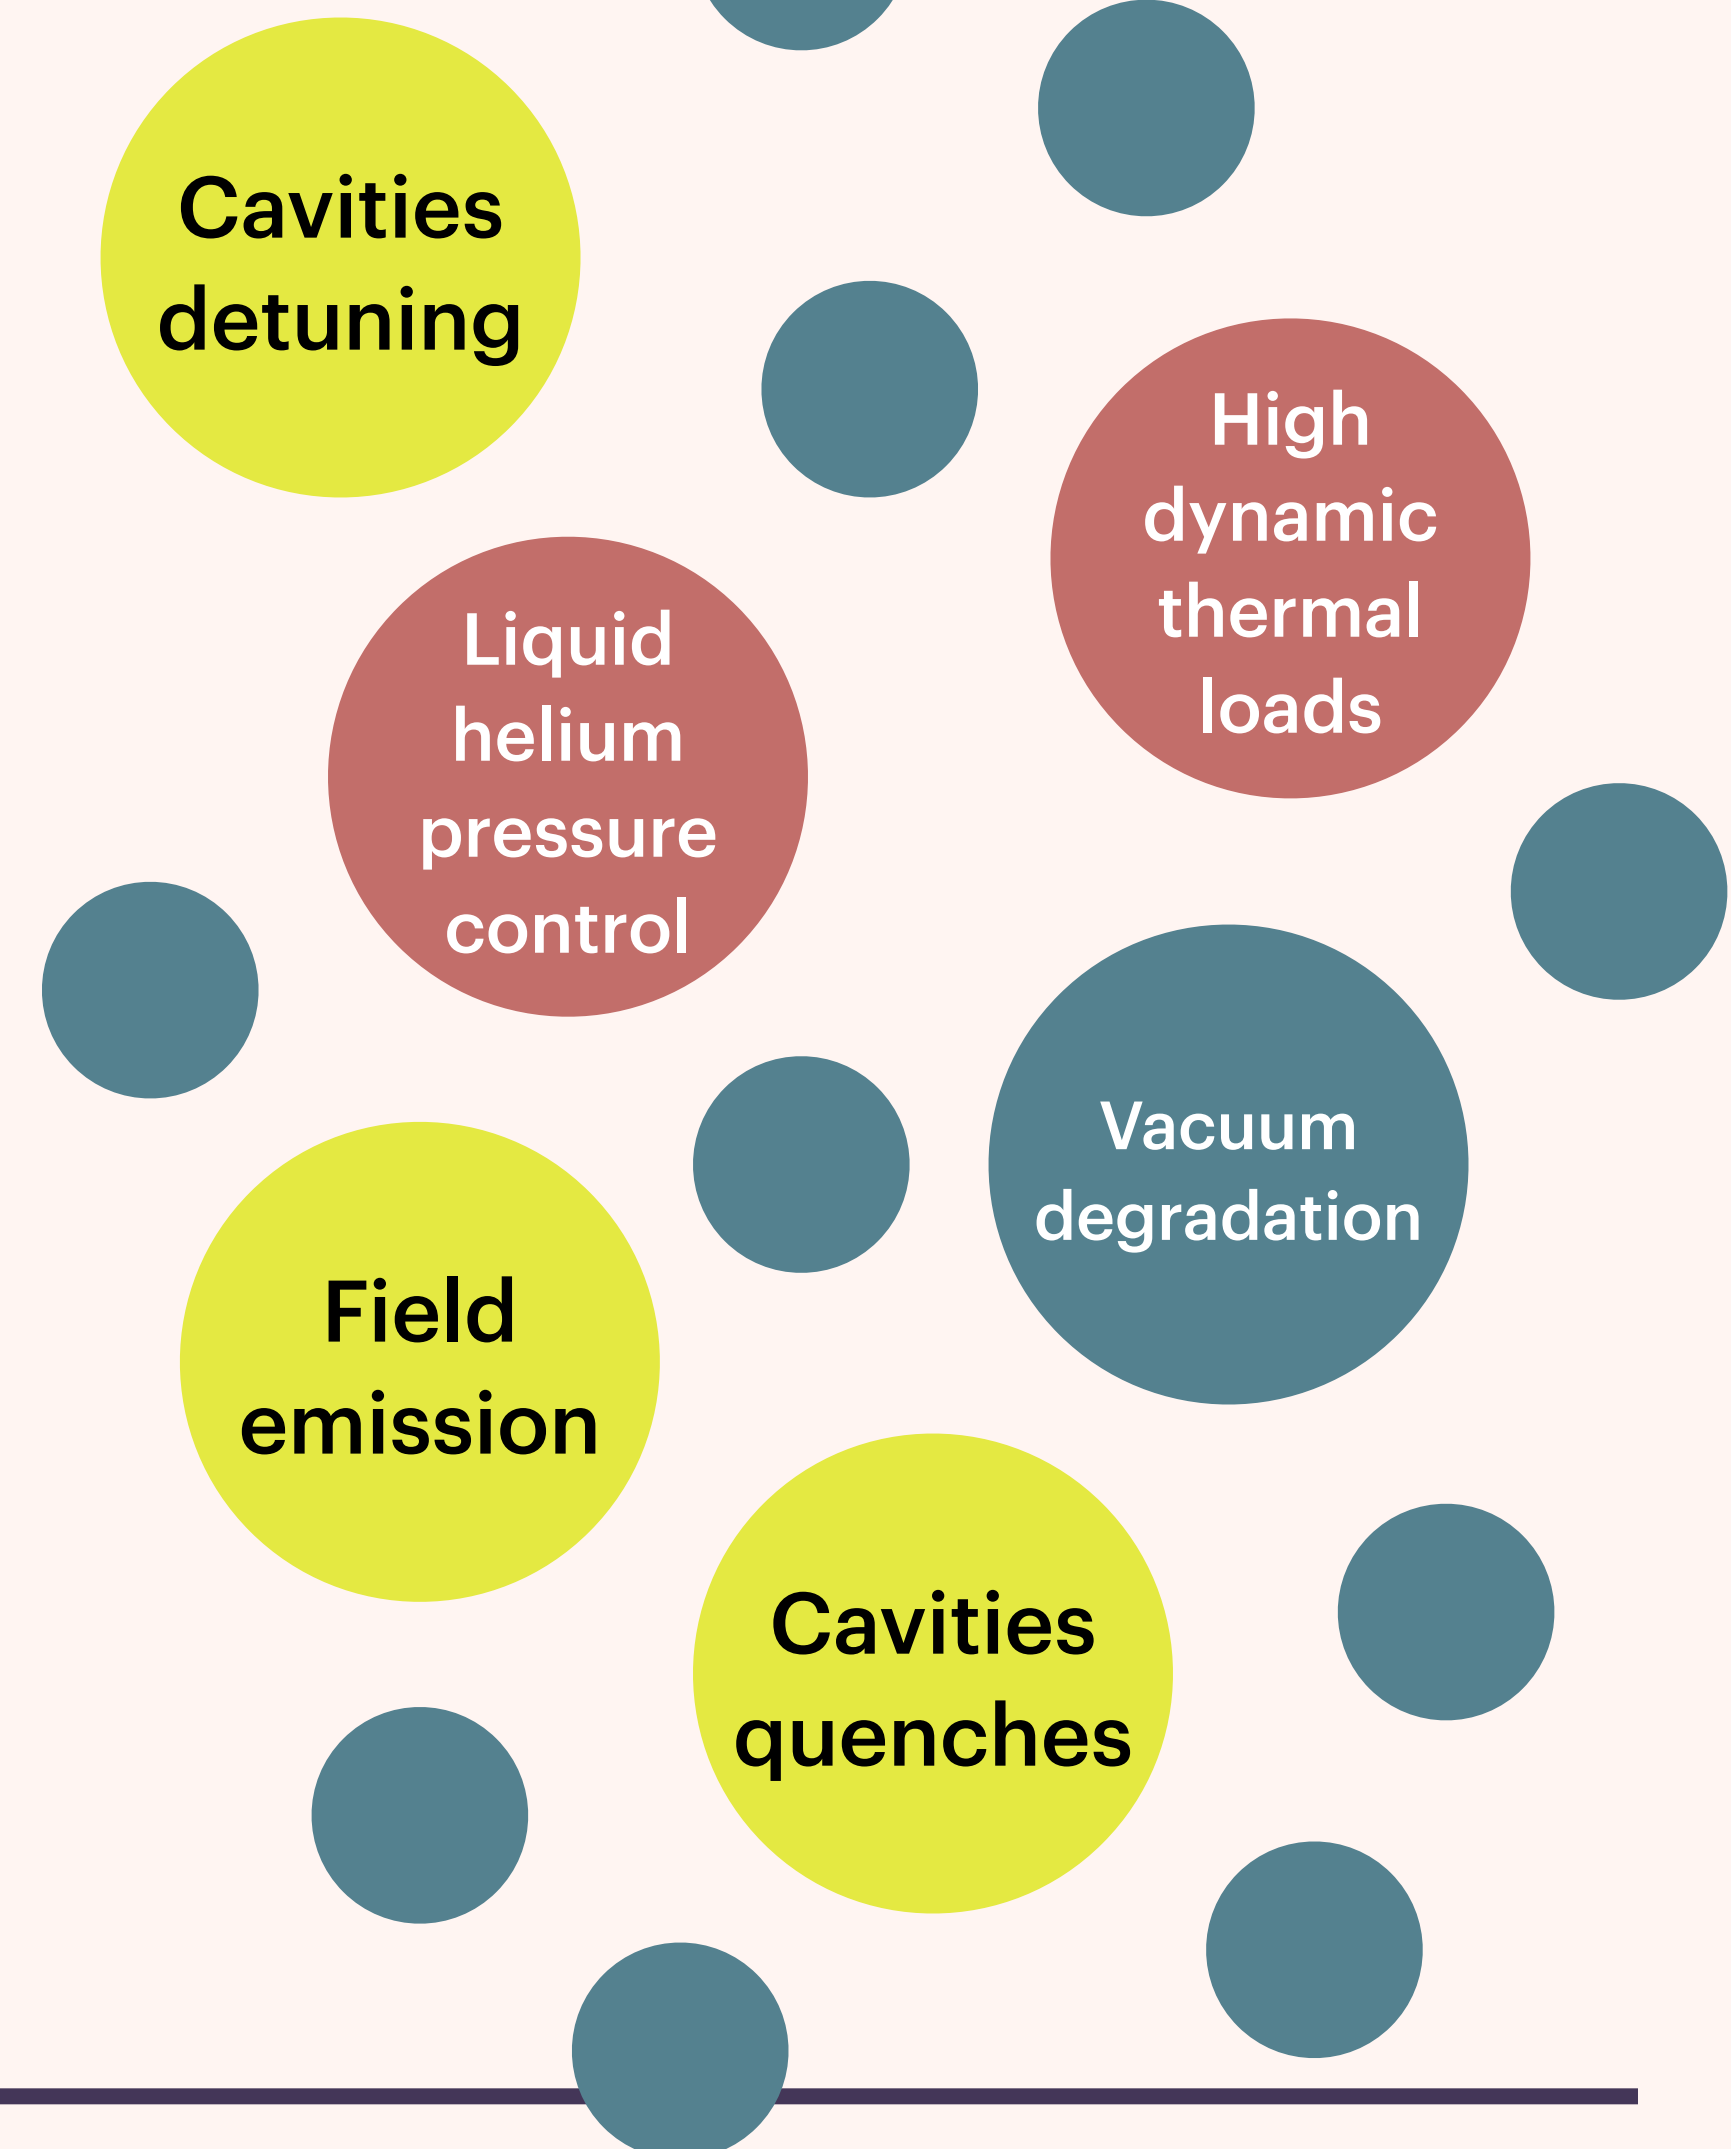 Cavities
detuning
High
dynamic
thermal
loads
Liquid
helium
pressure
control
Vacuum
degradation
Field
emission
Cavities
quenches